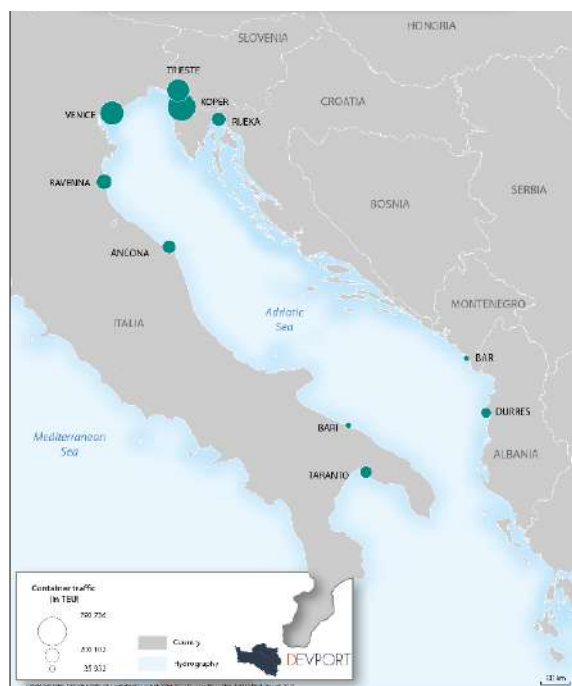 HONGRIA
SLOVENIA
TRIESTE
KOPER
CROATIA
VENICE
RIJEKA
SERBIA
RAVENNA
BOSNIA
ANCONA
MONTENEGRO
Adriatic
Sea
ITALIA
BAR
DURRES
BARI
Mediterranean
Sea
ALBANIA
TARANTO
Container traffic
(in TEU)
Country
Hydrography
DEVPORT